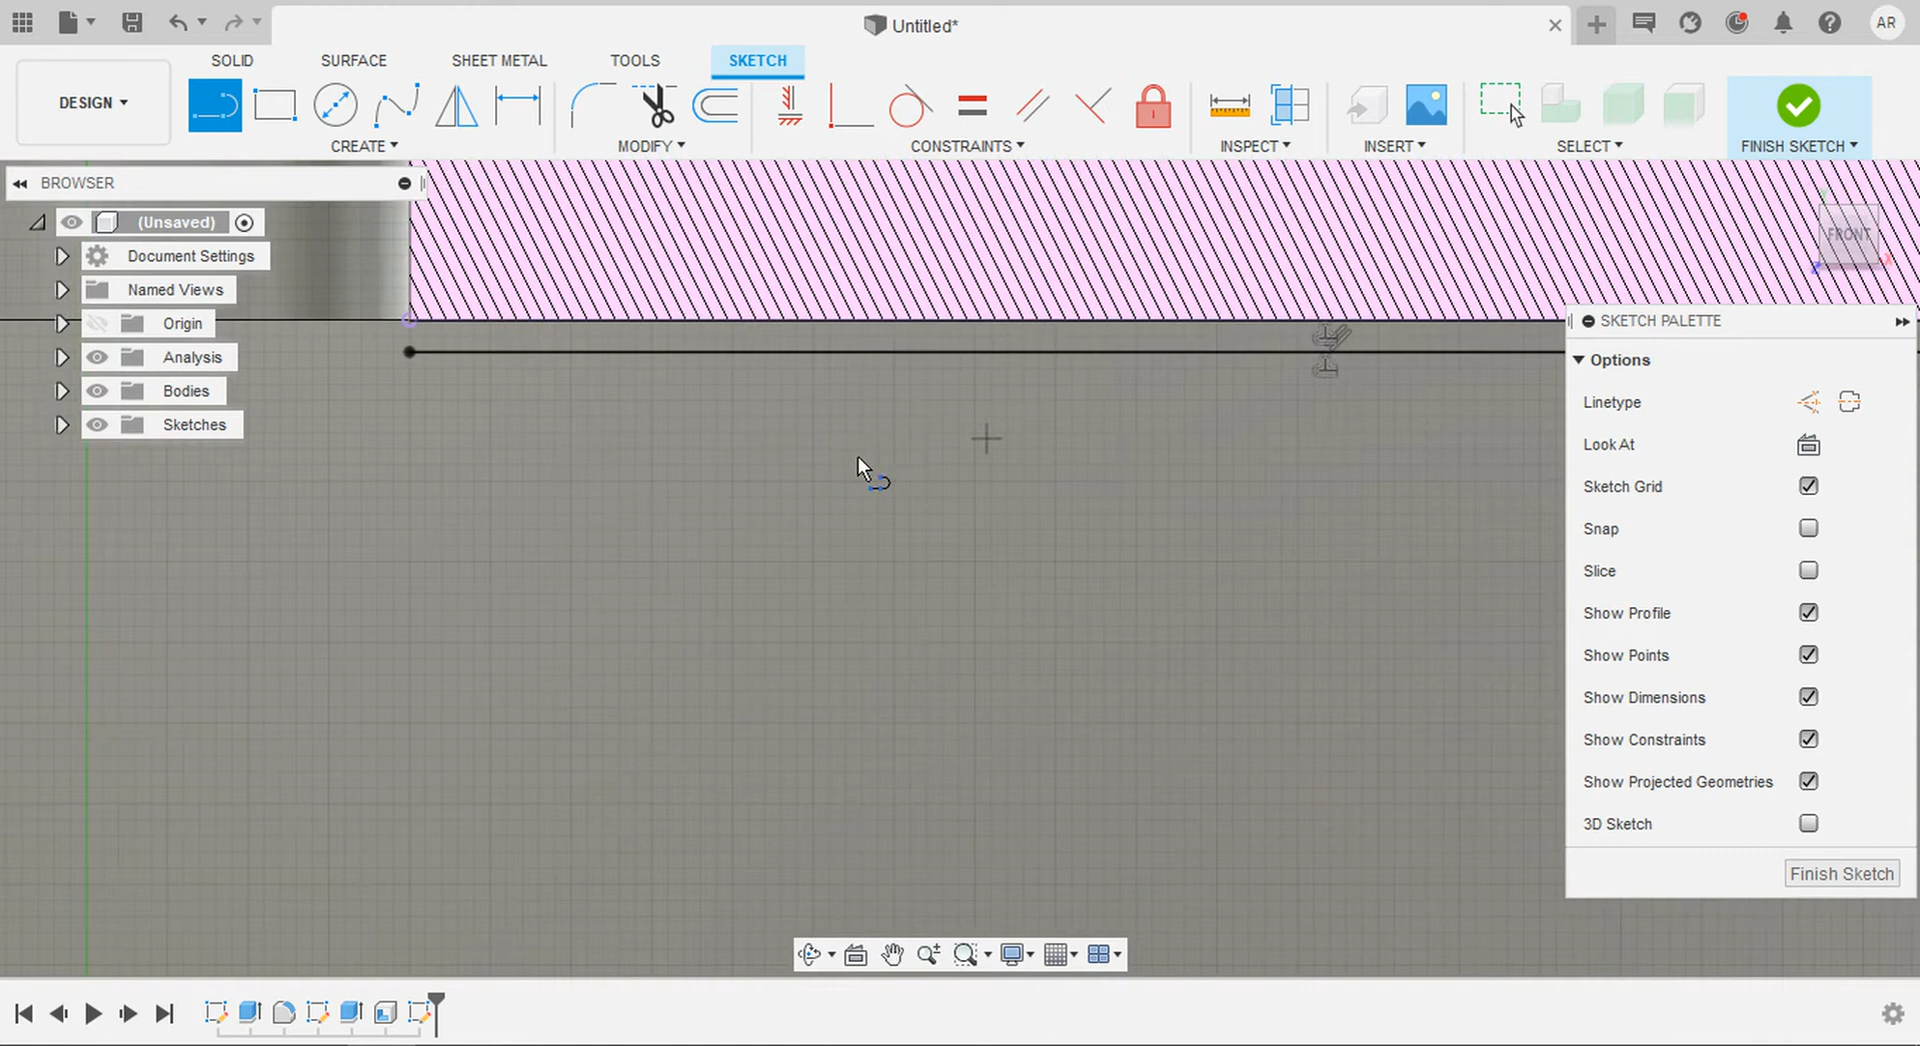 Untitled*
AR
SOLID
SURFACE
SHEET METAL
TOOLS
SKETCH
DESIGN
CREATE
MODIFY
CONSTRAINTS
INSPECT
INSERT
SELECT
FINISH SKETCH
BROWSER
(Unsaved)
Document Settings
Named Views
Origin
Analysis
Bodies
Sketches
FRONT
X
Y
Z
SKETCH PALETTE
Options
Linetype
Look At
Sketch Grid
Snap
Slice
Show Profile
Show Points
Show Dimensions
Show Constraints
Show Projected Geometries
3D Sketch
Finish Sketch